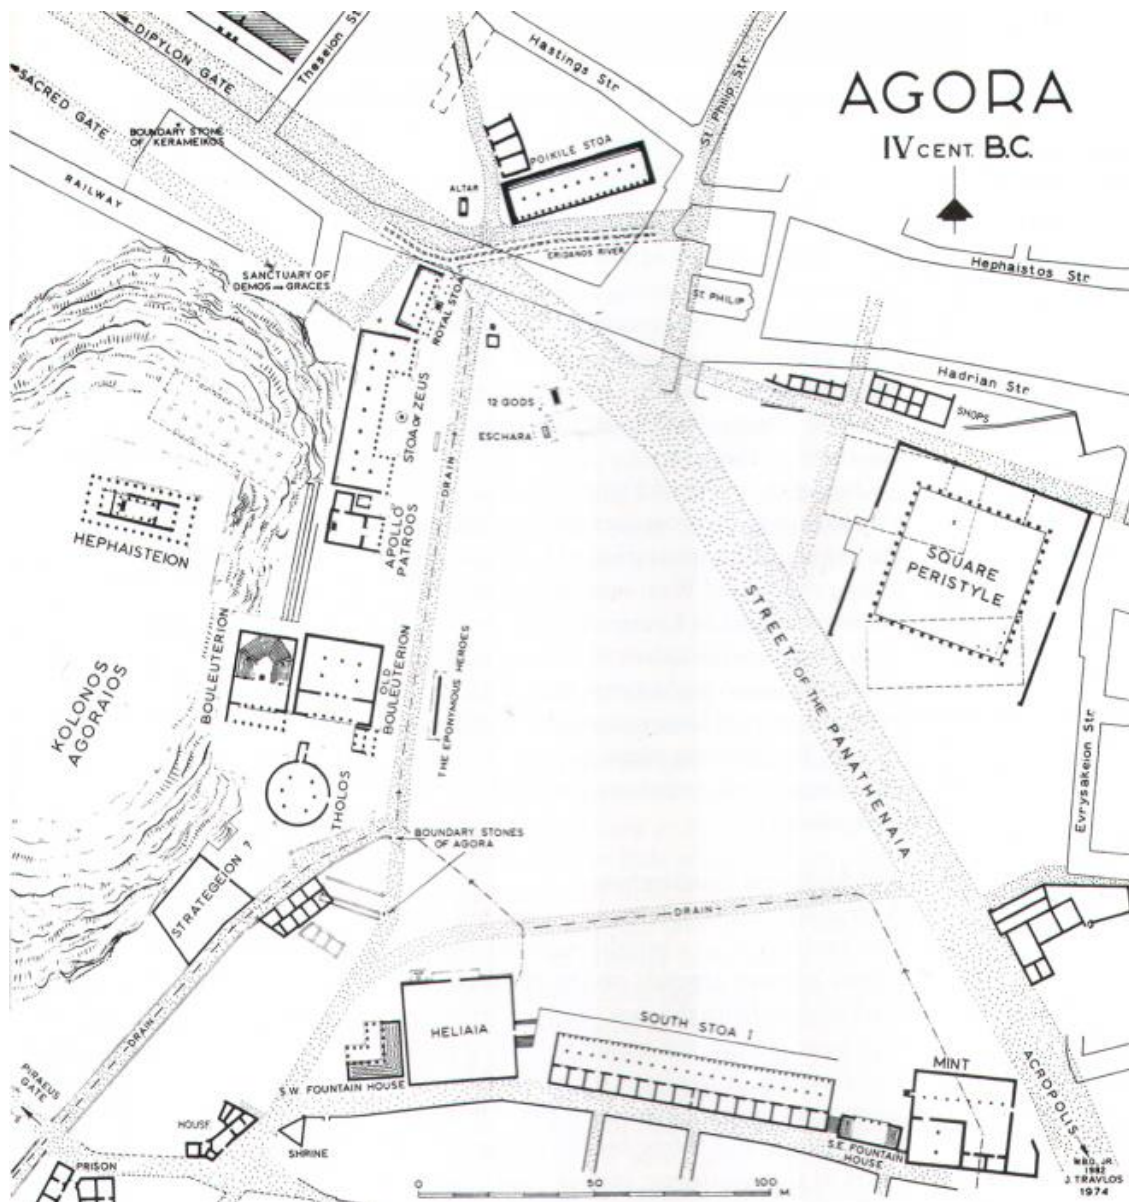 AGORA
IV CENT. B.C.
DIPYLON GATE
Theseion St
Hastings Str
St Philip Str
SACRED GATE
BOUNDARY STONE
OF KERAMEIKOS
RAILWAY
POIKILE STOA
ALTAR
ERIDANOS RIVER
SANCTUARY OF
DEMOS AND GRACES
ROYAL STOA
ST PHILIP
Hephaistos Str
Hadrian Str
SHOPS
STOA OF ZEUS
12 GODS
ESCHARA
DRAIN
APOLLO
PATROOS
HEPHAISTEION
SQUARE
PERISTYLE
STREET OF THE PANATHENAIA
BOULEUTERION
OLD
BOULEUTERION
THE EPONYMOUS HEROES
KOLONOS
AGORAIOS
THOLOS
Evrysakeion Str
BOUNDARY STONES
OF AGORA
STRATEGEION ?
DRAIN
DRAIN
HELIAIA
SOUTH STOA I
MINT
ACROPOLIS
PIRAEUS
GATE
S.W. FOUNTAIN HOUSE
HOUSE
SHRINE
PRISON
S.E. FOUNTAIN
HOUSE
0 50 100 M.
W.B.D. JR.
1982
J. TRAVLOS
1974